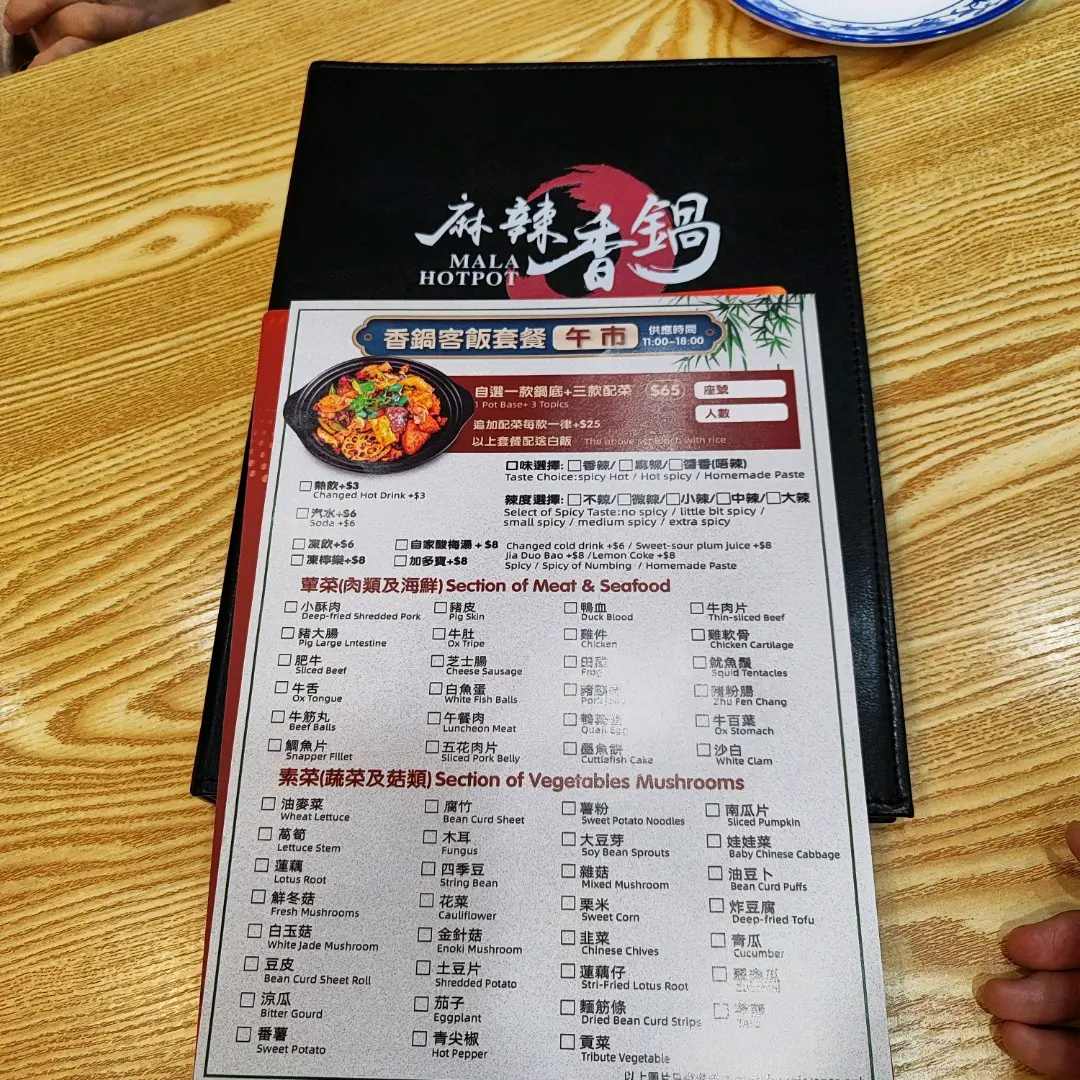 麻辣香鍋
MALA
HOTPOT
香鍋客飯套餐 午市 供應時間
11:00~18:00
自選一款鍋底+三款配菜 $65 座號
1 Pot Base+ 3 Topics
人數
追加配菜每款一律+$25
以上套餐配送白飯 The above set lunch with rice
口味選擇: 香辣/ 麻辣/ 醬香(唔辣)
Taste Choice:spicy Hot / Hot spicy / Homemade Paste
熱飲+$3
Changed Hot Drink +$3
辣度選擇: 不辣/ 微辣/ 小辣/ 中辣/ 大辣
Select of Spicy Taste:no spicy / little bit spicy /
small spicy / medium spicy / extra spicy
汽水+$6
Soda +$6
凍飲+$6 自家酸梅湯+$8 Changed cold drink +$6 / Sweet-sour plum juice +$8
凍檸樂+$8 加多寶+$8 Jia Duo Bao +$8 /Lemon Coke +$8
Spicy / Spicy of Numbing / Homemade Paste
葷菜(肉類及海鮮) Section of Meat & Seafood
小酥肉 豬皮 鴨血 牛肉片
Deep-fried Shredded Pork Pig Skin Duck Blood Thin-sliced Beef
豬大腸 牛肚 雞件 雞軟骨
Pig Large Lntestine Ox Tripe Chicken Chicken Cartilage
肥牛 芝士腸 田雞 魷魚鬚
Sliced Beef Cheese Sausage Frog Squid Tentacles
牛舌 白魚蛋 豬粉腸
Ox Tongue White Fish Balls Zhu Fen Chang
牛筋丸 午餐肉 鵪鶉蛋 牛百葉
Beef Balls Luncheon Meat Quail Egg Ox Stomach
鯛魚片 五花肉片 墨魚餅 沙白
Snapper Fillet Sliced Pork Belly Cuttlefish Cake White Clam
素菜(蔬菜及菇類) Section of Vegetables Mushrooms
油麥菜 腐竹 薯粉 南瓜片
Wheat Lettuce Bean Curd Sheet Sweet Potato Noodles Sliced Pumpkin
萵筍 木耳 大豆芽 娃娃菜
Lettuce Stem Fungus Soy Bean Sprouts Baby Chinese Cabbage
蓮藕 四季豆 雜菇 油豆卜
Lotus Root String Bean Mixed Mushroom Bean Curd Puffs
鮮冬菇 花菜 栗米 炸豆腐
Fresh Mushrooms Cauliflower Sweet Corn Deep-fried Tofu
白玉菇 金針菇 韭菜 青瓜
White Jade Mushroom Enoki Mushroom Chinese Chives Cucumber
豆皮 土豆片 蓮藕仔
Bean Curd Sheet Roll Shredded Potato Stri-Fried Lotus Root
涼瓜 茄子 麵筋條
Bitter Gourd Eggplant Dried Bean Curd Strips
番薯 青尖椒 貢菜
Sweet Potato Hot Pepper Tribute Vegetable
以上圖片只供參考